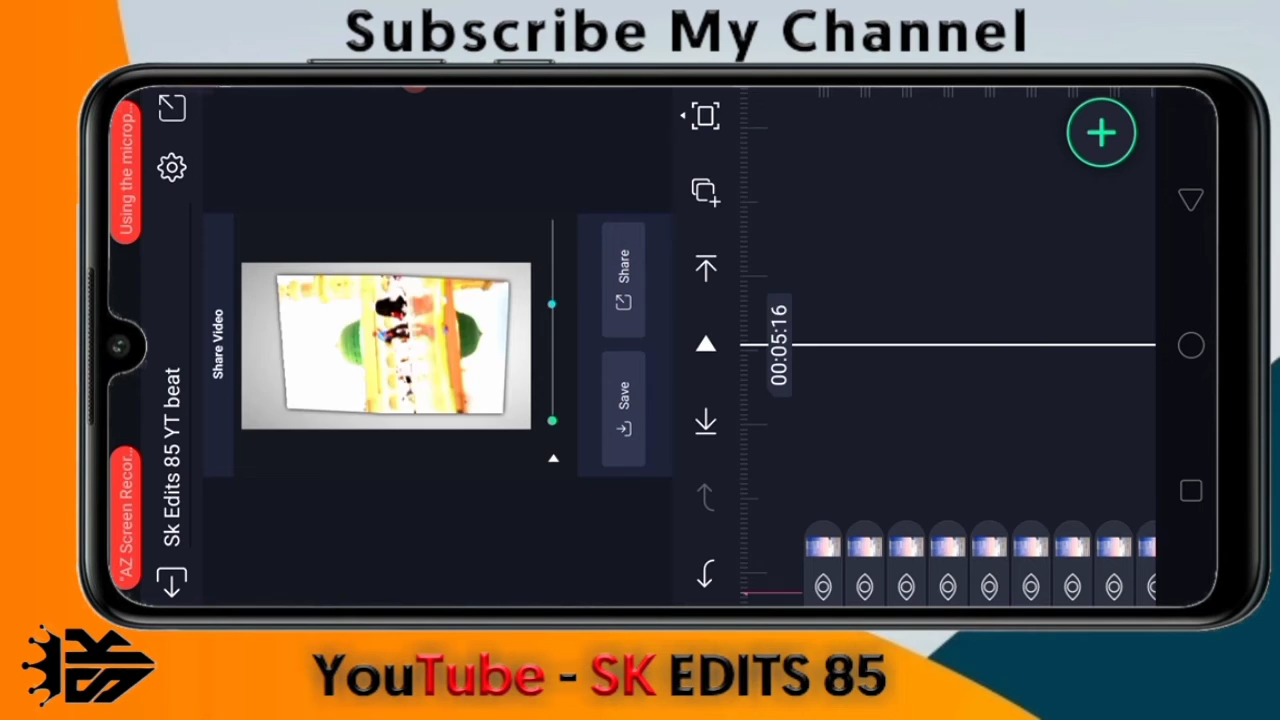 Subscribe My Channel
"AZ Screen Recor...
Using the microp...
Sk Edits 85 YT beat
Share Video
Save
Share
00:05:16
YouTube - SK EDITS 85